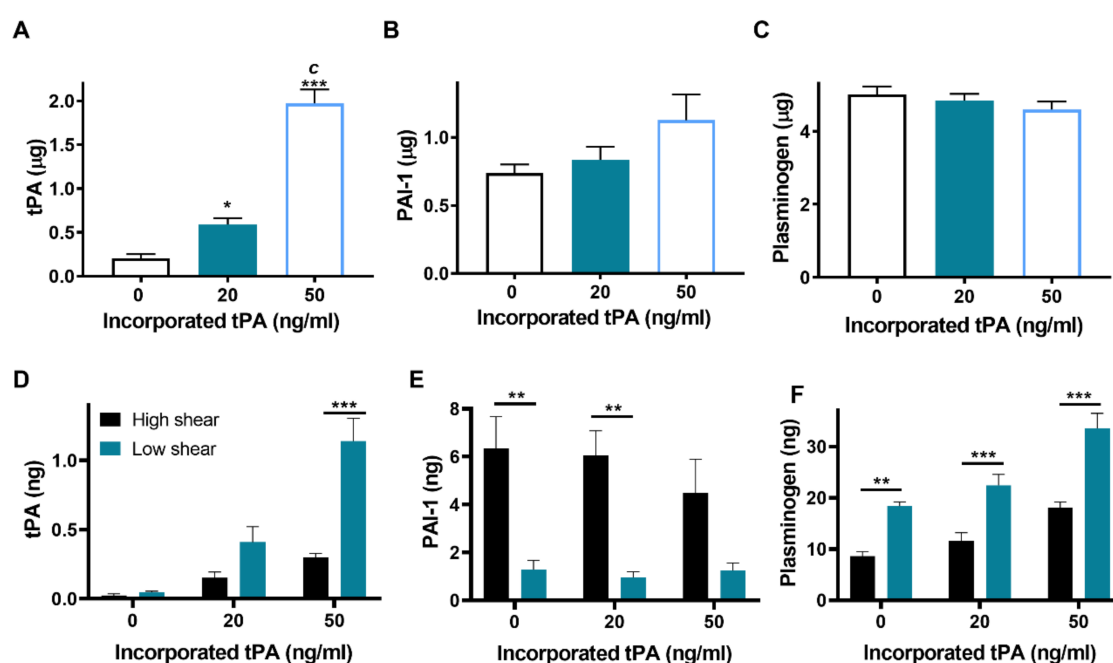 A
tPA (µg)
2.0
1.5
1.0
0.5
0.0
*
c
***
0 20 50
Incorporated tPA (ng/ml)
B
PAI-1 (µg)
1.0
0.5
0.0
0 20 50
Incorporated tPA (ng/ml)
C
Plasminogen (µg)
4
2
0
0 20 50
Incorporated tPA (ng/ml)
D
High shear
Low shear
tPA (ng)
1.0
0.5
0.0
***
0 20 50
Incorporated tPA (ng/ml)
E
PAI-1 (ng)
8
6
4
2
0
** **
0 20 50
Incorporated tPA (ng/ml)
F
Plasminogen (ng)
30
20
10
0
**
***
***
0 20 50
Incorporated tPA (ng/ml)